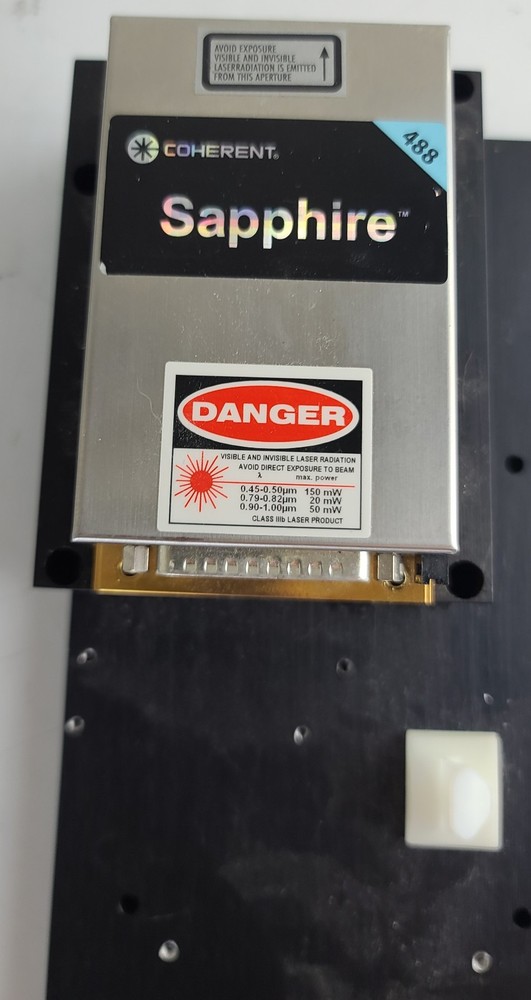 AVOID EXPOSURE
VISIBLE AND INVISIBLE
LASERRADIATION IS EMITTED
FROM THIS APERTURE
COHERENT®
488
Sapphire™
DANGER
VISIBLE AND INVISIBLE LASER RADIATION
AVOID DIRECT EXPOSURE TO BEAM
λ max. power
0.45-0.50µm 150 mW
0.79-0.82µm 20 mW
0.90-1.00µm 50 mW
CLASS IIIb LASER PRODUCT